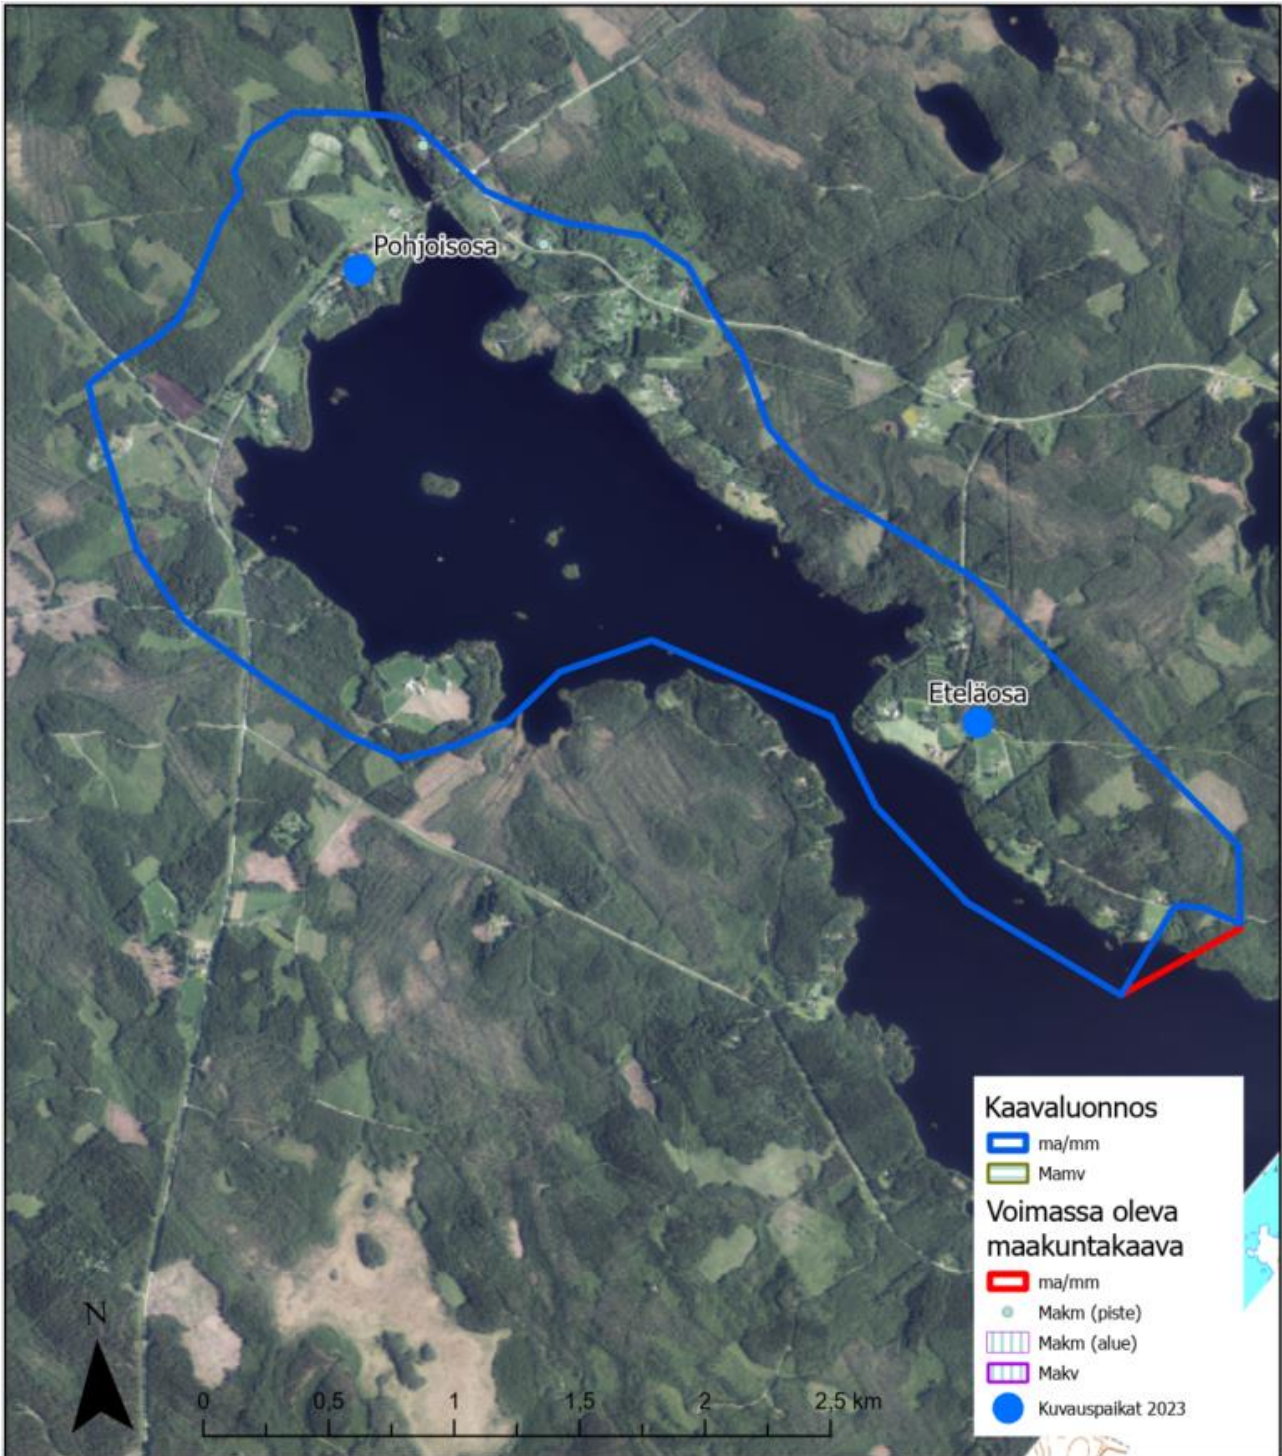 Pohjoisosa
Eteläosa
Kaavaluonnos
ma/mm
Mamv
Voimassa oleva
maakuntakaava
ma/mm
Makm (piste)
Makm (alue)
Makv
Kuvauspaikat 2023
N
0 0,5 1 1,5 2 2,5 km